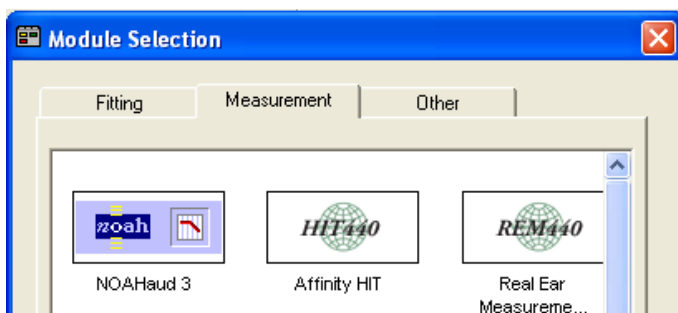 Module Selection
Fitting Measurement Other
noah HIT440 REM440
NOAHaud 3 Affinity HIT Real Ear
Measureme...